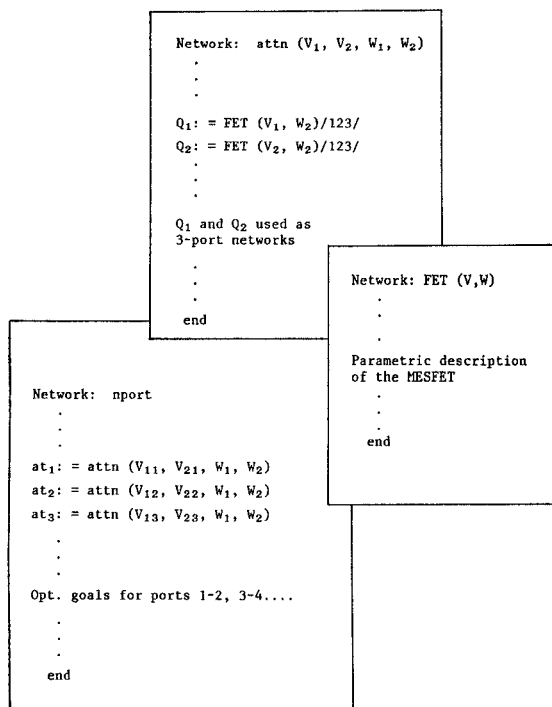 Network: attn (V₁, V₂, W₁, W₂)
.
.
.
Q₁: = FET (V₁, W₂)/123/
Q₂: = FET (V₂, W₂)/123/
.
.
.
Q₁ and Q₂ used as
3-port networks
.
.
.
end
Network: FET (V,W)
.
.
.
Parametric description
of the MESFET
.
.
.
end
Network: nport
.
.
.
at₁: = attn (V₁₁, V₂₁, W₁, W₂)
at₂: = attn (V₁₂, V₂₂, W₁, W₂)
at₃: = attn (V₁₃, V₂₃, W₁, W₂)
.
.
.
Opt. goals for ports 1-2, 3-4....
.
.
.
end